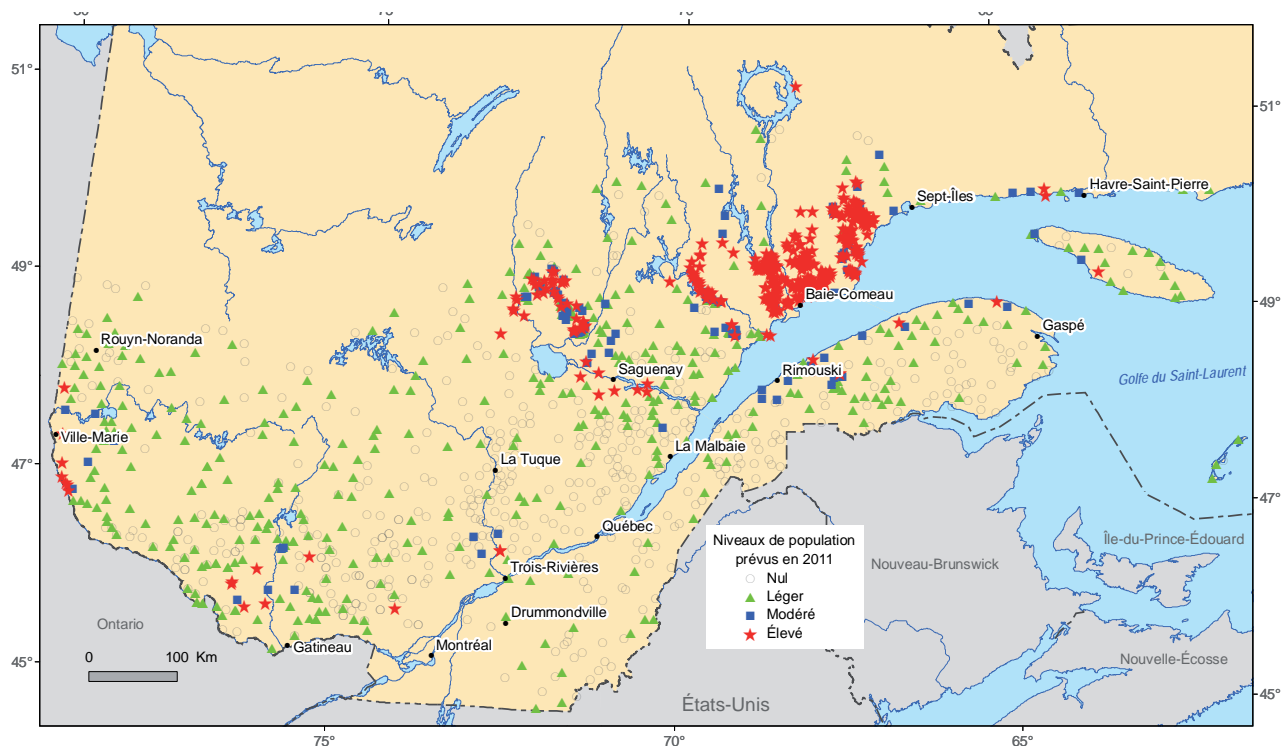 51°
51°
Sept-Îles
Havre-Saint-Pierre
49°
49°
Baie-Comeau
Gaspé
Rouyn-Noranda
Saguenay
Rimouski
Golfe du Saint-Laurent
Ville-Marie
La Malbaie
47°
La Tuque
47°
Québec
Niveaux de population
prévus en 2011
Nul
Léger
Modéré
Élevé
Île-du-Prince-Édouard
Nouveau-Brunswick
Trois-Rivières
Drummondville
Ontario
Gatineau
Montréal
45°
0 100 Km
Nouvelle-Écosse
États-Unis
45°
75°
70°
65°